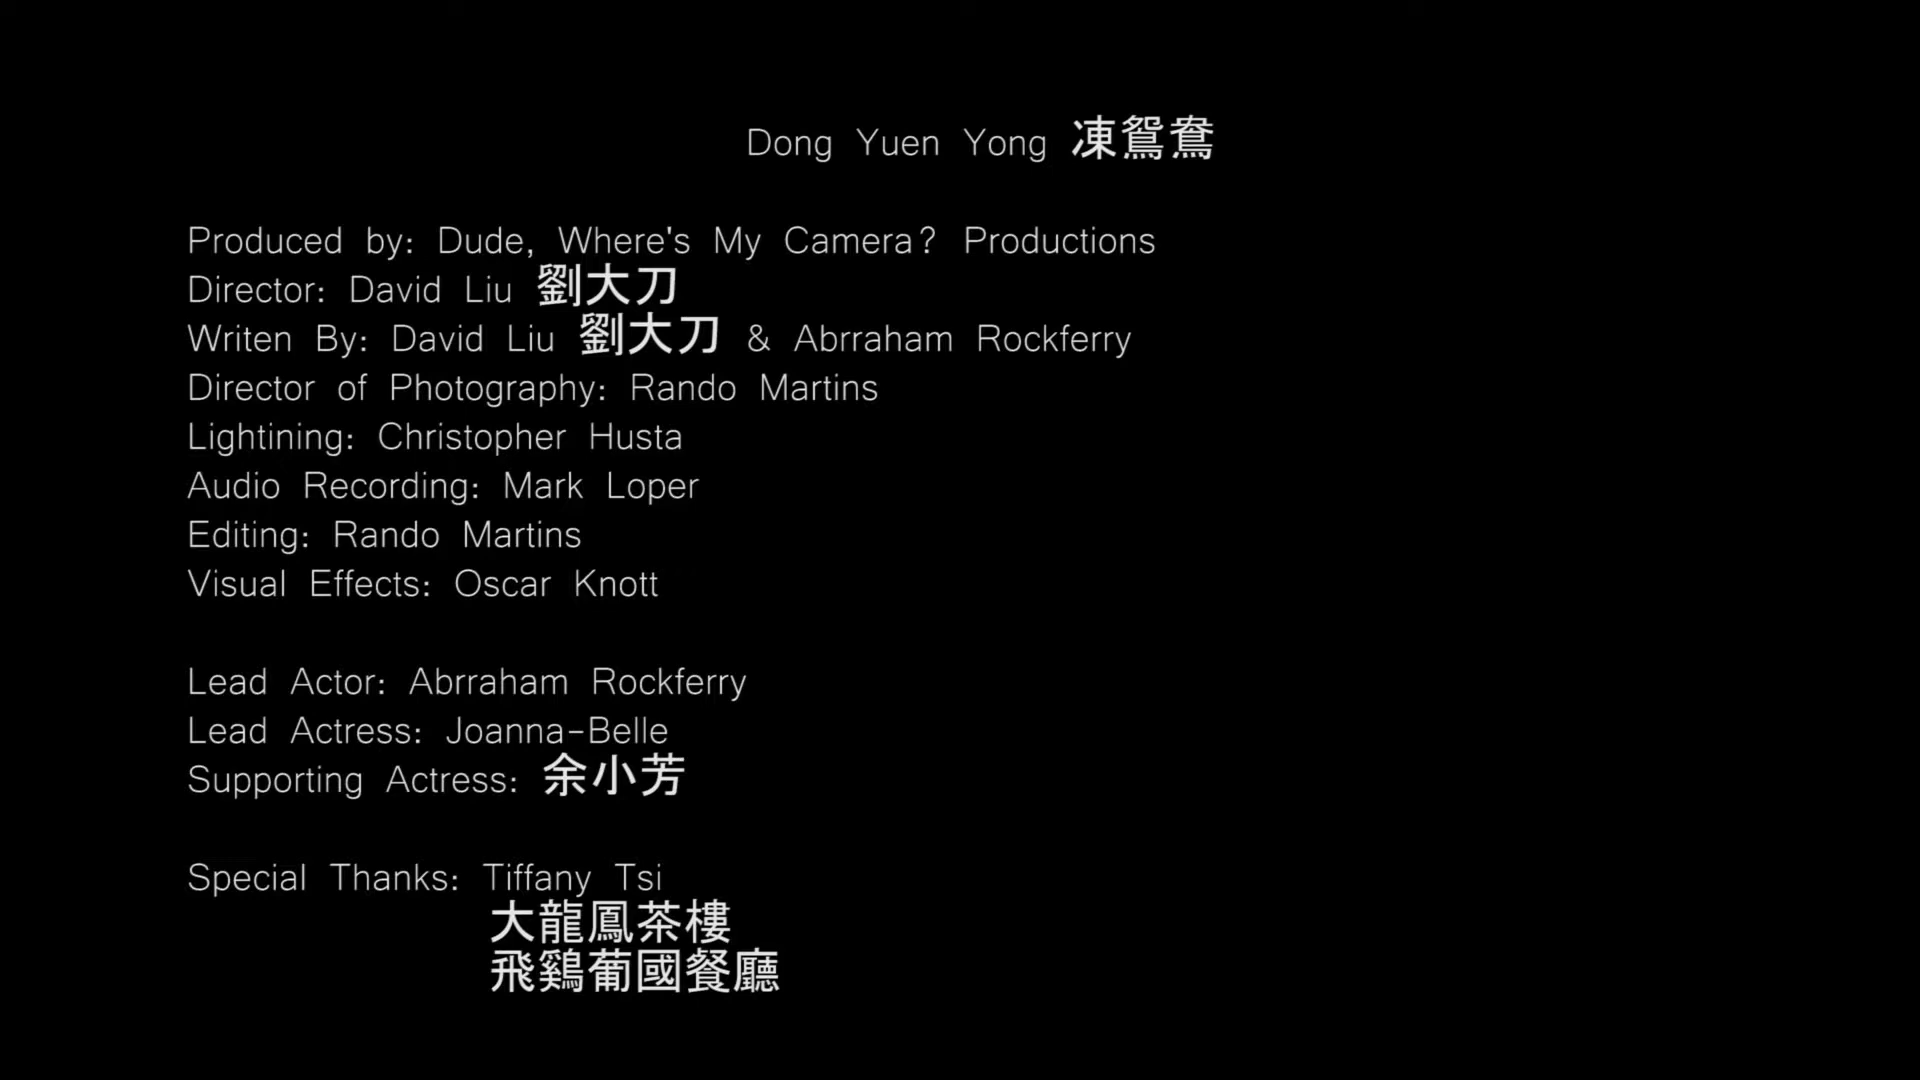 Dong Yuen Yong 凍鴛鴦
Produced by: Dude, Where's My Camera? Productions
Director: David Liu 劉大刀
Writen By: David Liu 劉大刀 & Abrraham Rockferry
Director of Photography: Rando Martins
Lightining: Christopher Husta
Audio Recording: Mark Loper
Editing: Rando Martins
Visual Effects: Oscar Knott
Lead Actor: Abrraham Rockferry
Lead Actress: Joanna-Belle
Supporting Actress: 余小芳
Special Thanks: Tiffany Tsi
大龍鳳茶樓
飛鷄葡國餐廳